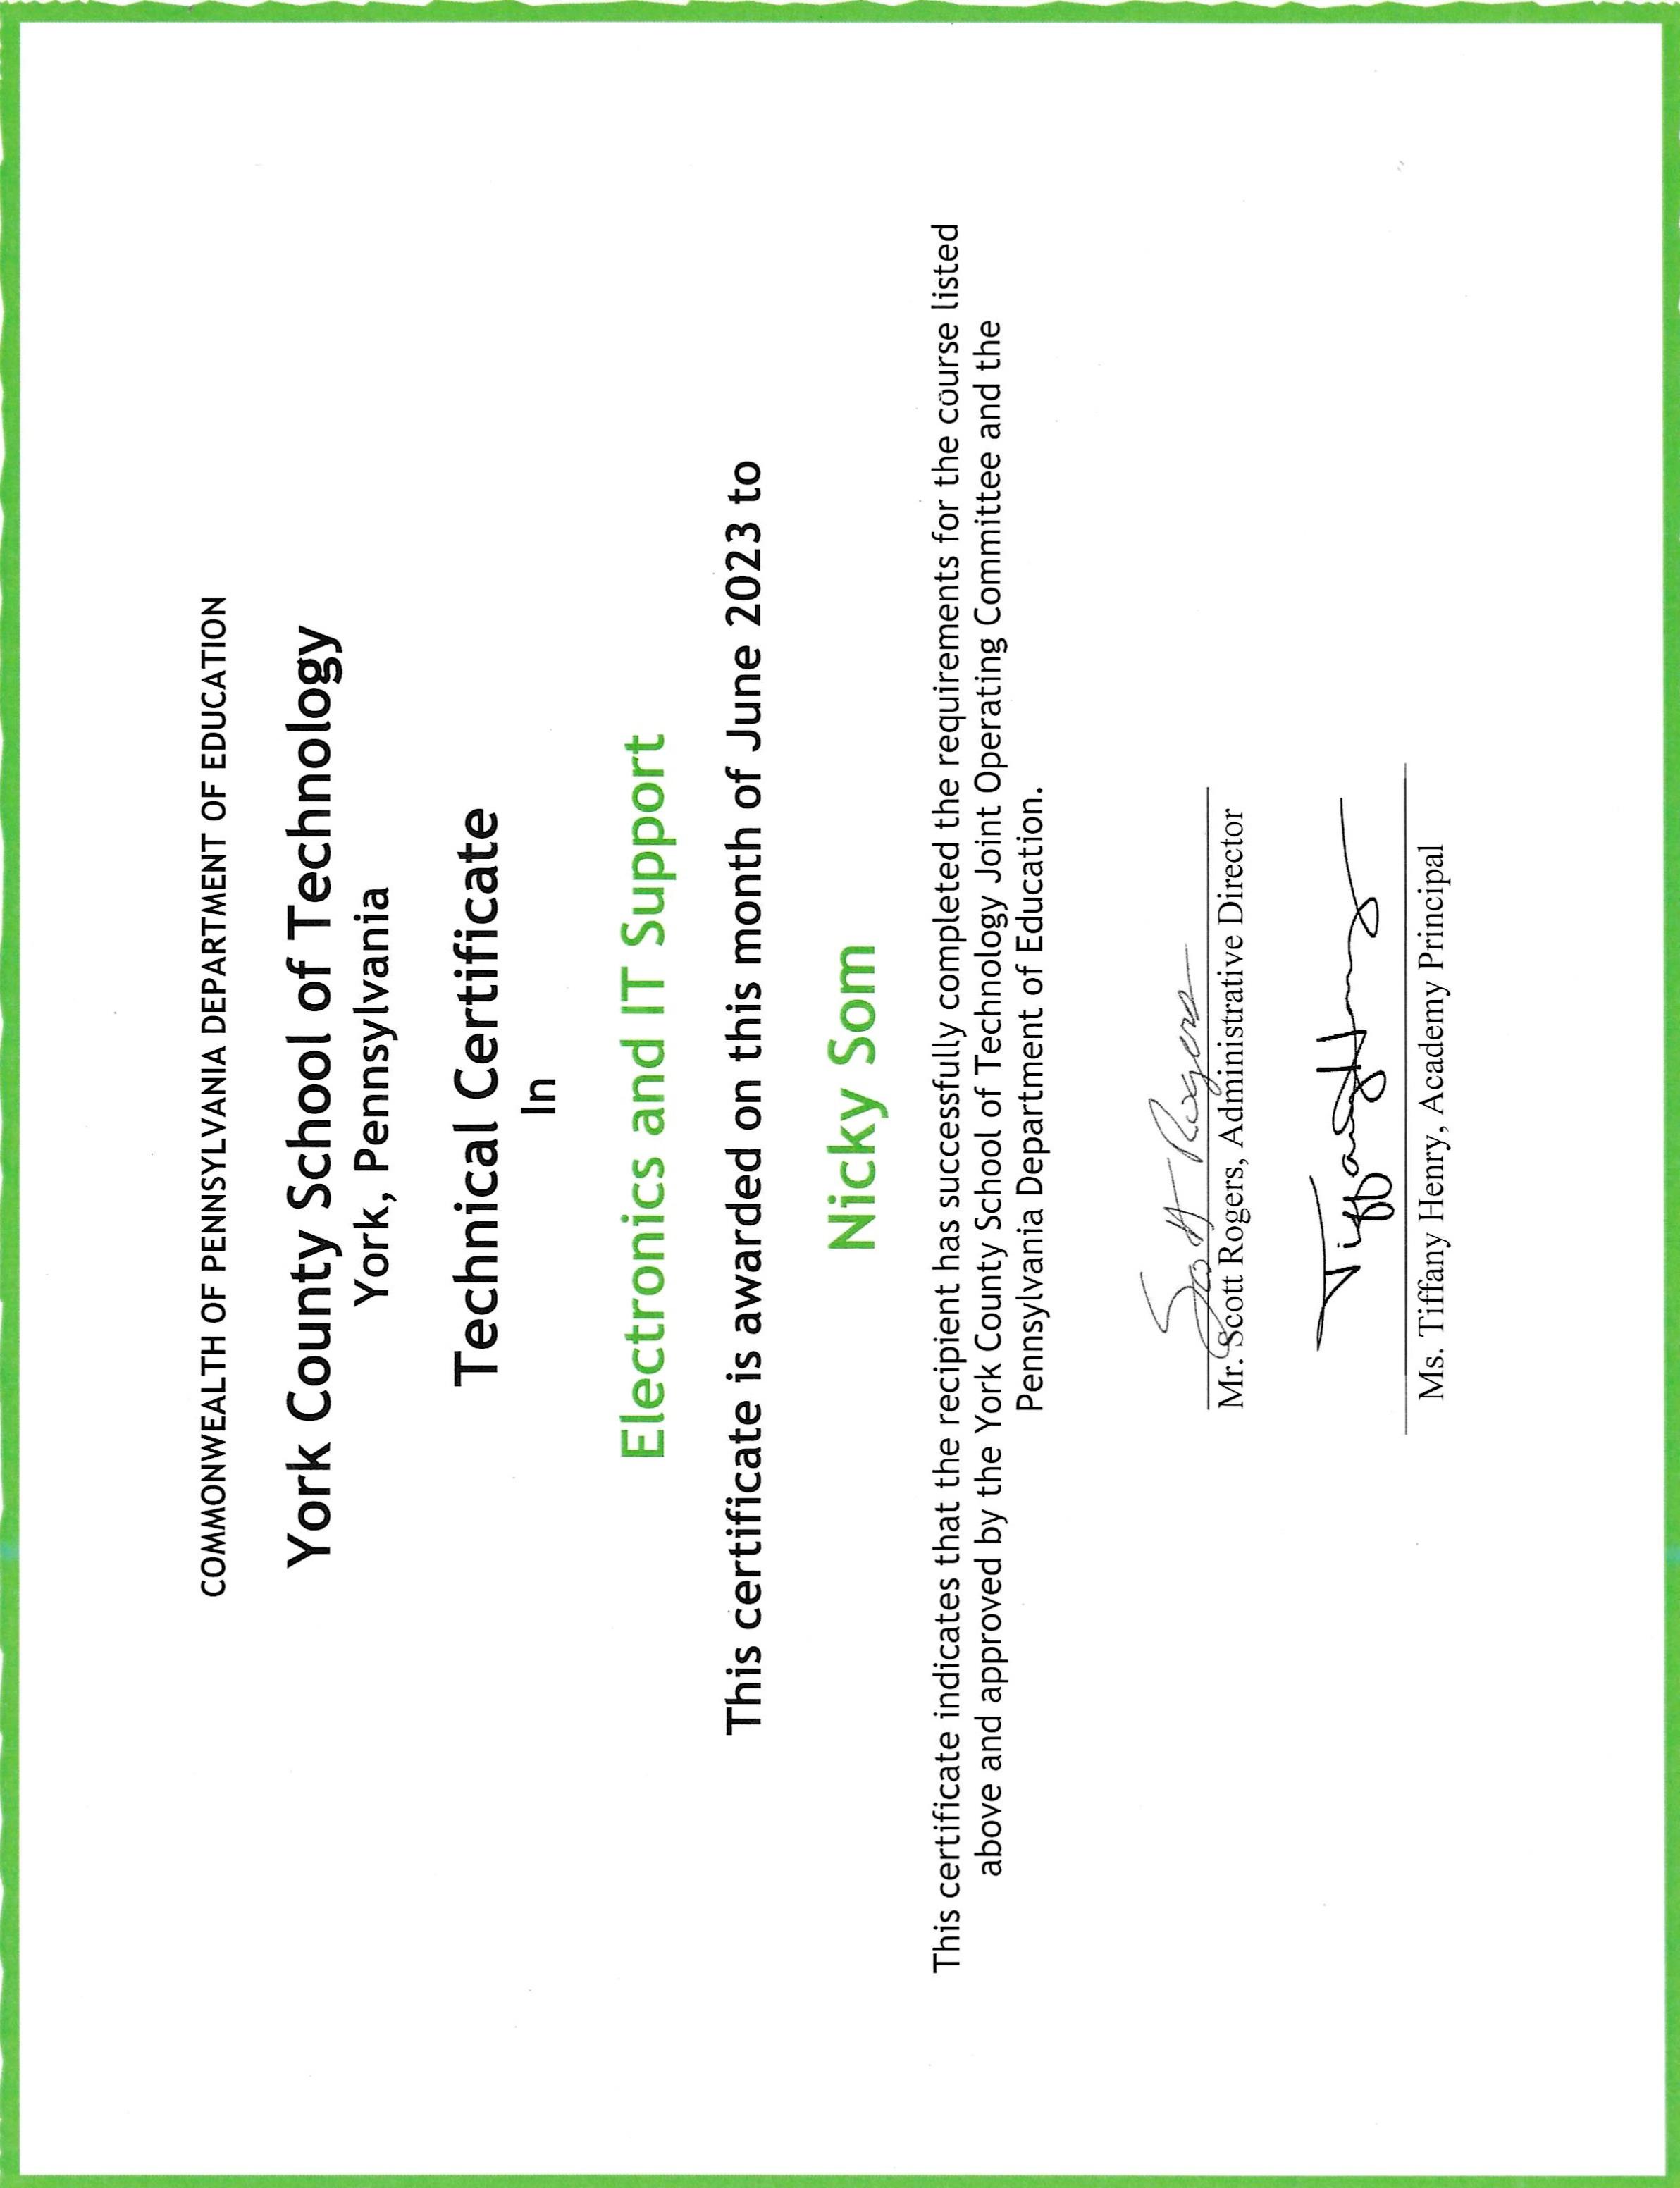 COMMONWEALTH OF PENNSYLVANIA DEPARTMENT OF EDUCATION
York County School of Technology
York, Pennsylvania
Technical Certificate
In
Electronics and IT Support
This certificate is awarded on this month of June 2023 to
Nicky Som
This certificate indicates that the recipient has successfully completed the requirements for the course listed
above and approved by the York County School of Technology Joint Operating Committee and the
Pennsylvania Department of Education.
Scott Rogers
Mr. Scott Rogers, Administrative Director
Tiffany Henry
Ms. Tiffany Henry, Academy Principal